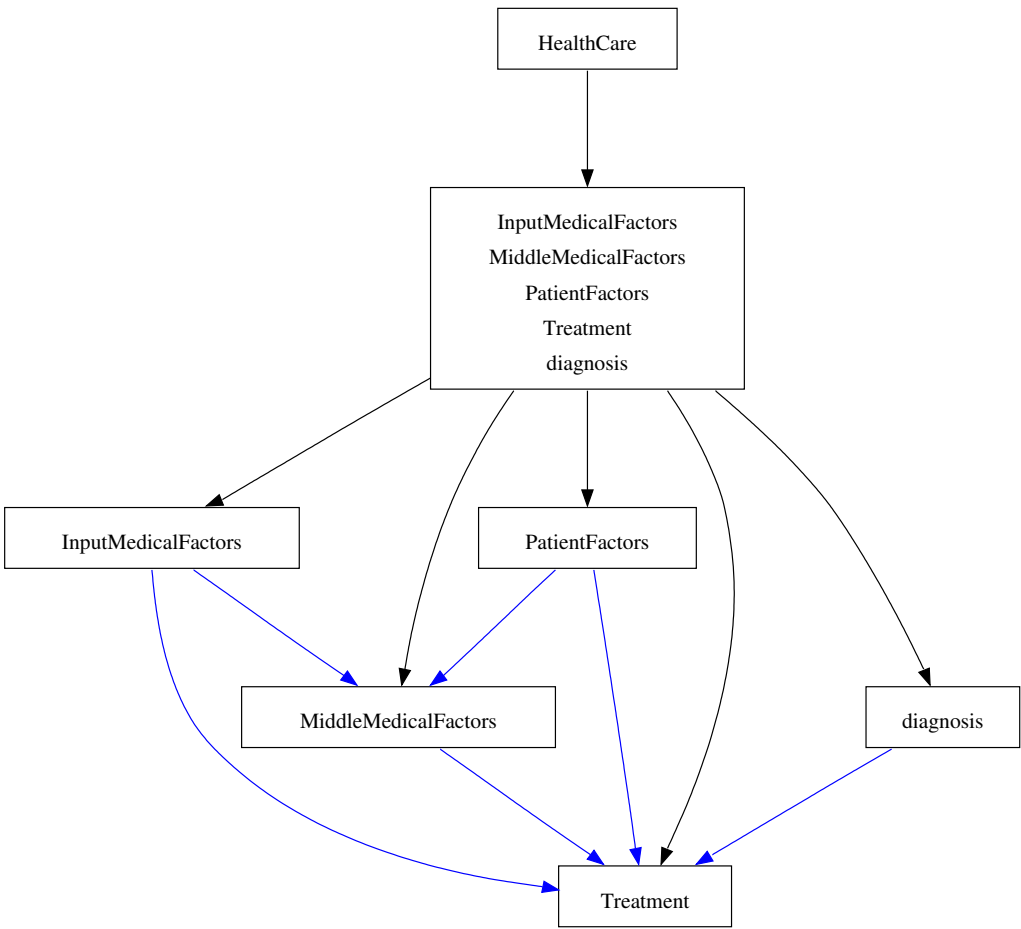 HealthCare
InputMedicalFactors
MiddleMedicalFactors
PatientFactors
Treatment
diagnosis
InputMedicalFactors
PatientFactors
MiddleMedicalFactors
diagnosis
Treatment